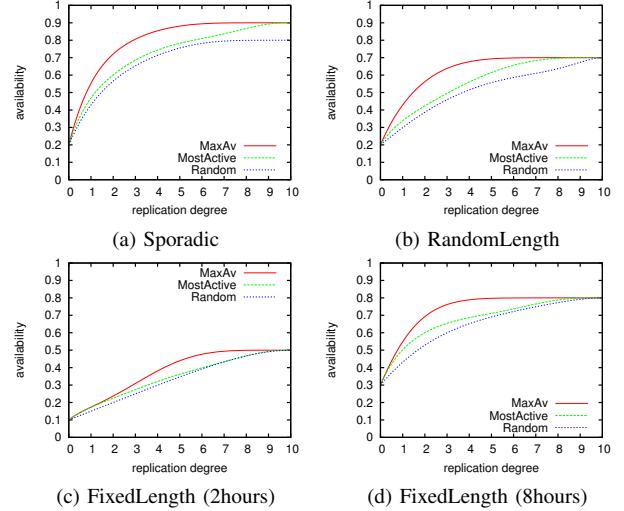 1
0.9
0.8
0.7
0.6
0.5
0.4
0.3
0.2
0.1
0
availability
MaxAv
MostActive
Random
0 1 2 3 4 5 6 7 8 9 10
replication degree
(a) Sporadic
1
0.9
0.8
0.7
0.6
0.5
0.4
0.3
0.2
0.1
0
availability
MaxAv
MostActive
Random
0 1 2 3 4 5 6 7 8 9 10
replication degree
(b) RandomLength
1
0.9
0.8
0.7
0.6
0.5
0.4
0.3
0.2
0.1
0
availability
MaxAv
MostActive
Random
0 1 2 3 4 5 6 7 8 9 10
replication degree
(c) FixedLength (2hours)
1
0.9
0.8
0.7
0.6
0.5
0.4
0.3
0.2
0.1
0
availability
MaxAv
MostActive
Random
0 1 2 3 4 5 6 7 8 9 10
replication degree
(d) FixedLength (8hours)